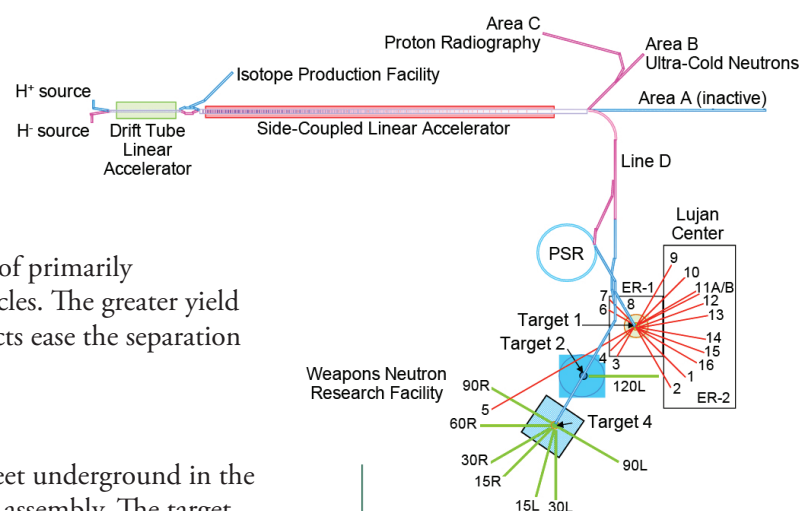 Area C
Proton Radiography
Area B
Ultra-Cold Neutrons
Isotope Production Facility
H+ source
Area A (inactive)
H- source
Drift Tube
Linear
Accelerator
Side-Coupled Linear Accelerator
Line D
Lujan
Center
of primarily
cles. The greater yield
cts ease the separation
PSR
9
10
ER-1
11A/B
7
8
12
6
13
Target 1
14
Target 2
15
4
3
16
1
Weapons Neutron
Research Facility
120L
2
90R
ER-2
5
60R
Target 4
30R
90L
15R
eet underground in the
15L
30L
assembly. The target